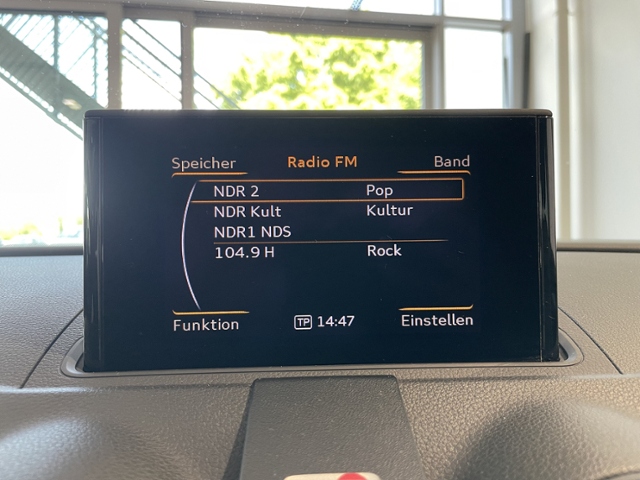 Speicher Radio FM Band
NDR 2 Pop
NDR Kult Kultur
NDR1 NDS
104.9 H Rock
Funktion TP 14:47 Einstellen